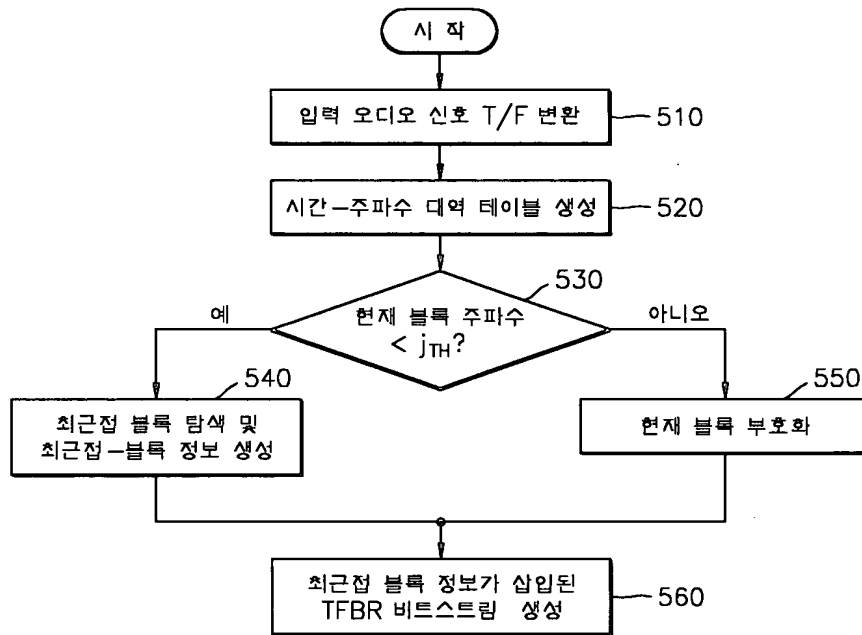 시 작
입력 오디오 신호 T/F 변환
510
시간-주파수 대역 테이블 생성
520
530
현재 블록 주파수
< jTH?
예
아니오
540
최근접 블록 탐색 및
최근접-블록 정보 생성
550
현재 블록 부호화
최근접 블록 정보가 삽입된
TFBR 비트스트림 생성
560